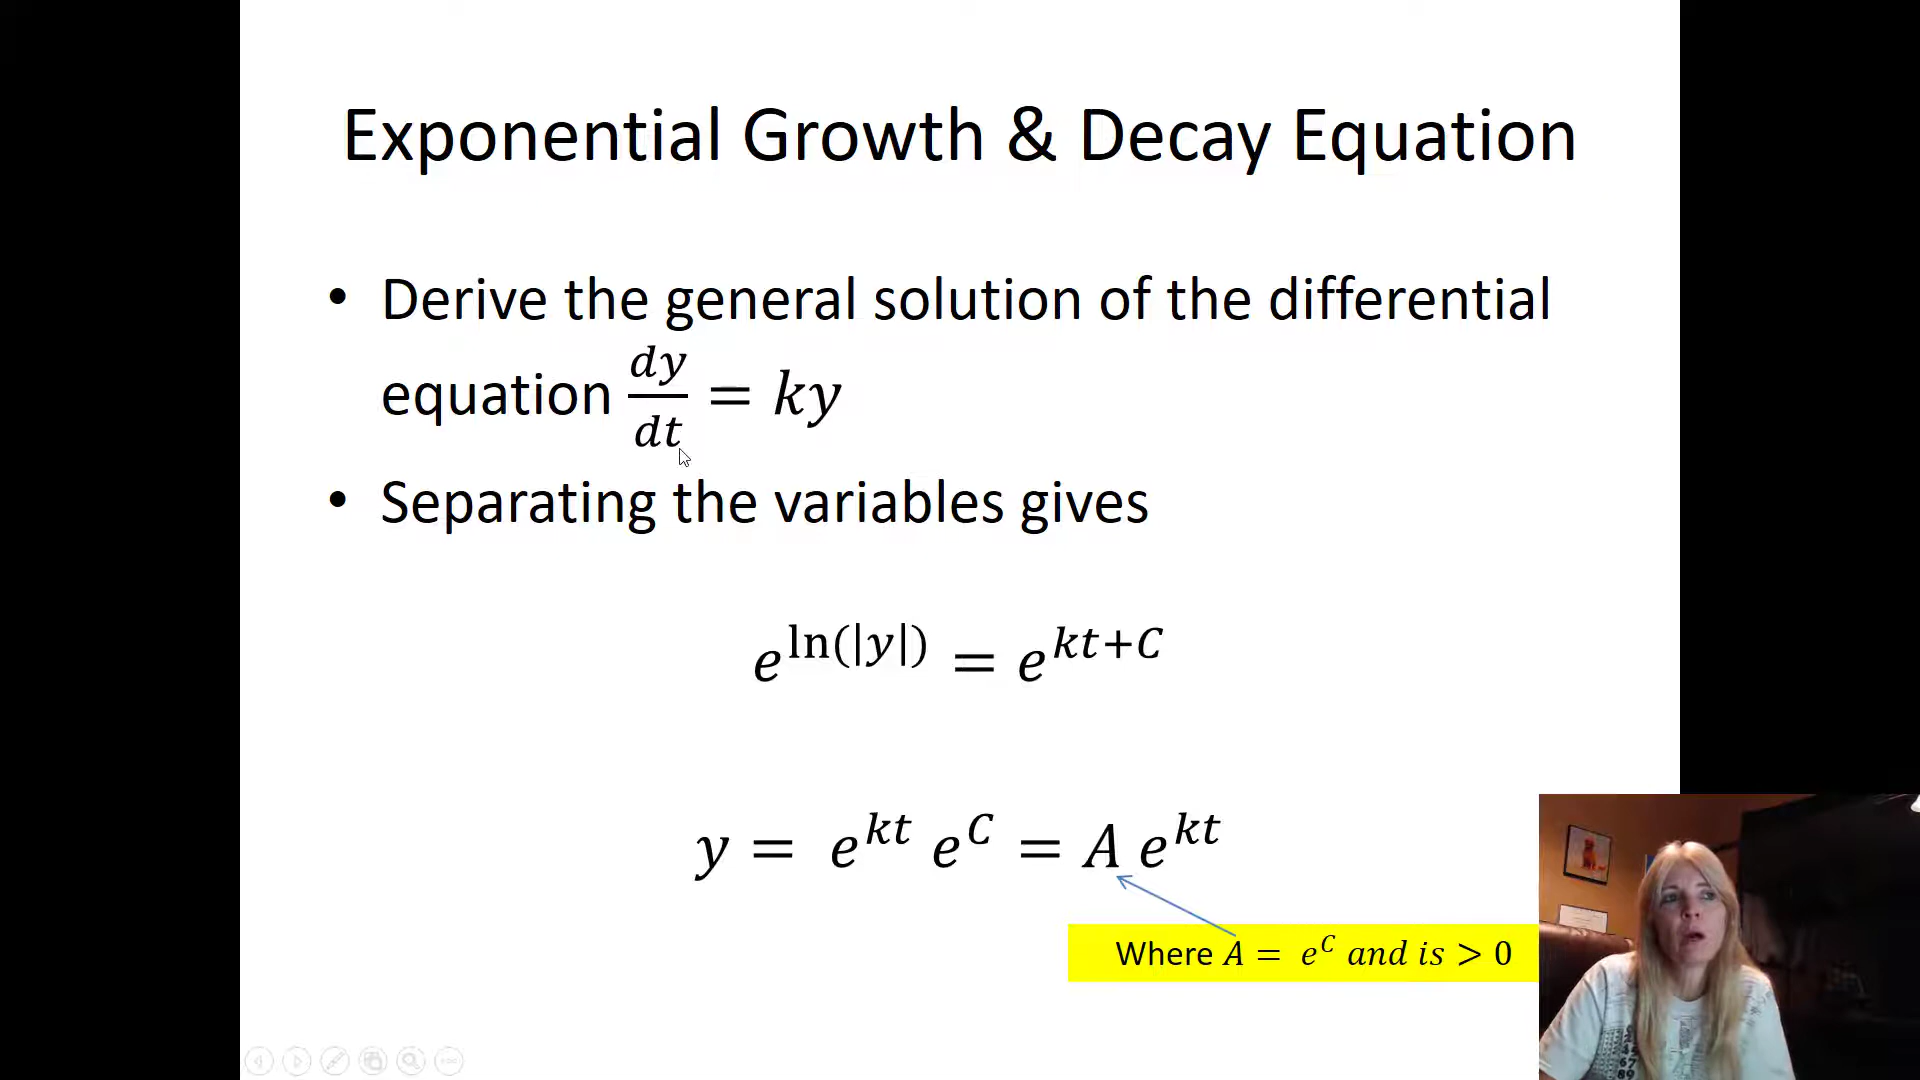 Exponential Growth & Decay Equation
• Derive the general solution of the differential
equation dy/dt = ky
• Separating the variables gives
e^{ln(|y|)} = e^{kt+C}
y = e^{kt} e^{C} = A e^{kt}
Where A = e^{C} and is > 0